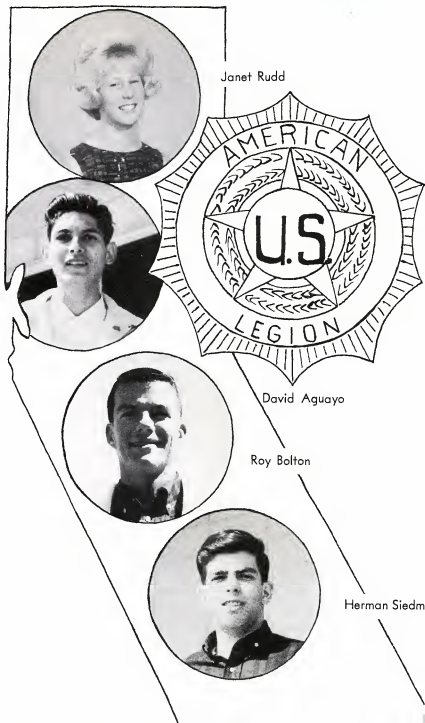 Janet Rudd
AMERICAN
U.S.
LEGION
David Aguayo
Roy Bolton
Herman Siedm